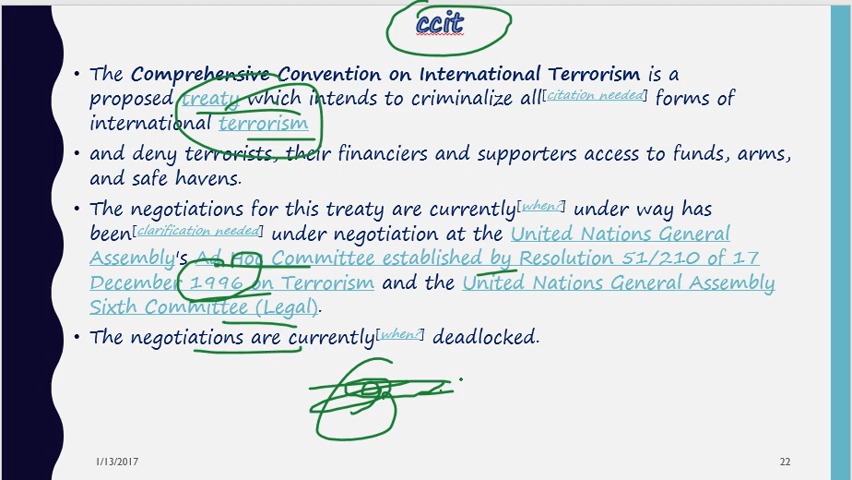 ccit
• The Comprehensive Convention on International Terrorism is a
proposed treaty which intends to criminalize all[citation needed] forms of
international terrorism
• and deny terrorists, their financiers and supporters access to funds, arms,
and safe havens.
• The negotiations for this treaty are currently[when?] under way has
been[clarification needed] under negotiation at the United Nations General
Assembly's Ad Hoc Committee established by Resolution 51/210 of 17
December 1996 on Terrorism and the United Nations General Assembly
Sixth Committee (Legal).
• The negotiations are currently[when?] deadlocked.
1/13/2017
22